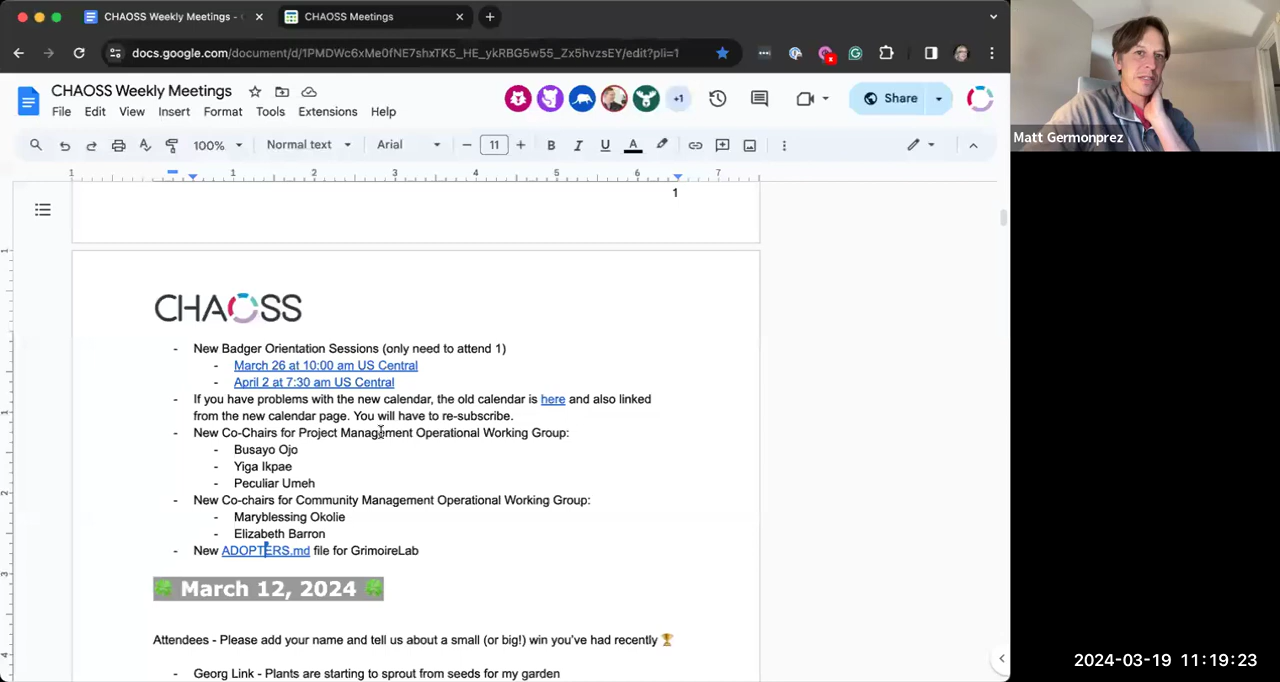 CHAOSS Weekly Meetings -
CHAOSS Meetings
docs.google.com/document/d/1PMDWc6xMe0fNE7shxTK5_HE_ykRBG5w55_Zx5hvzsEY/edit?pli=1
CHAOSS Weekly Meetings
File Edit View Insert Format Tools Extensions Help
+1
Share
100% Normal text Arial 11 B I U A
1 1 2 3 4 5 6 7
1
CHAOSS
- New Badger Orientation Sessions (only need to attend 1)
- March 26 at 10:00 am US Central
- April 2 at 7:30 am US Central
- If you have problems with the new calendar, the old calendar is here and also linked
from the new calendar page. You will have to re-subscribe.
- New Co-Chairs for Project Management Operational Working Group:
- Busayo Ojo
- Yiga Ikpae
- Peculiar Umeh
- New Co-chairs for Community Management Operational Working Group:
- Maryblessing Okolie
- Elizabeth Barron
- New ADOPTERS.md file for GrimoireLab
🍀 March 12, 2024 🍀
Attendees - Please add your name and tell us about a small (or big!) win you've had recently 🏆
- Georg Link - Plants are starting to sprout from seeds for my garden
Matt Germonprez
2024-03-19 11:19:23